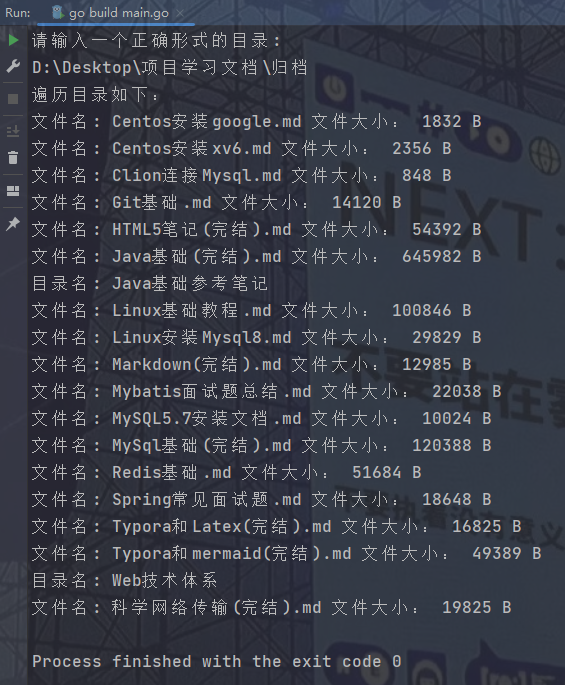 Run: go build main.go
请输入一个正确形式的目录:
D:\Desktop\项目学习文档\归档
遍历目录如下:
文件名: Centos安装google.md 文件大小: 1832 B
文件名: Centos安装xv6.md 文件大小: 2356 B
文件名: Clion连接Mysql.md 文件大小: 848 B
文件名: Git基础.md 文件大小: 14120 B
文件名: HTML5笔记(完结).md 文件大小: 54392 B
文件名: Java基础(完结).md 文件大小: 645982 B
目录名: Java基础参考笔记
文件名: Linux基础教程.md 文件大小: 100846 B
文件名: Linux安装Mysql8.md 文件大小: 29829 B
文件名: Markdown(完结).md 文件大小: 12985 B
文件名: Mybatis面试题总结.md 文件大小: 22038 B
文件名: MySQL5.7安装文档.md 文件大小: 10024 B
文件名: MySql基础(完结).md 文件大小: 120388 B
文件名: Redis基础.md 文件大小: 51684 B
文件名: Spring常见面试题.md 文件大小: 18648 B
文件名: Typora和Latex(完结).md 文件大小: 16825 B
文件名: Typora和mermaid(完结).md 文件大小: 49389 B
目录名: Web技术体系
文件名: 科学网络传输(完结).md 文件大小: 19825 B
Process finished with the exit code 0
NEXT: